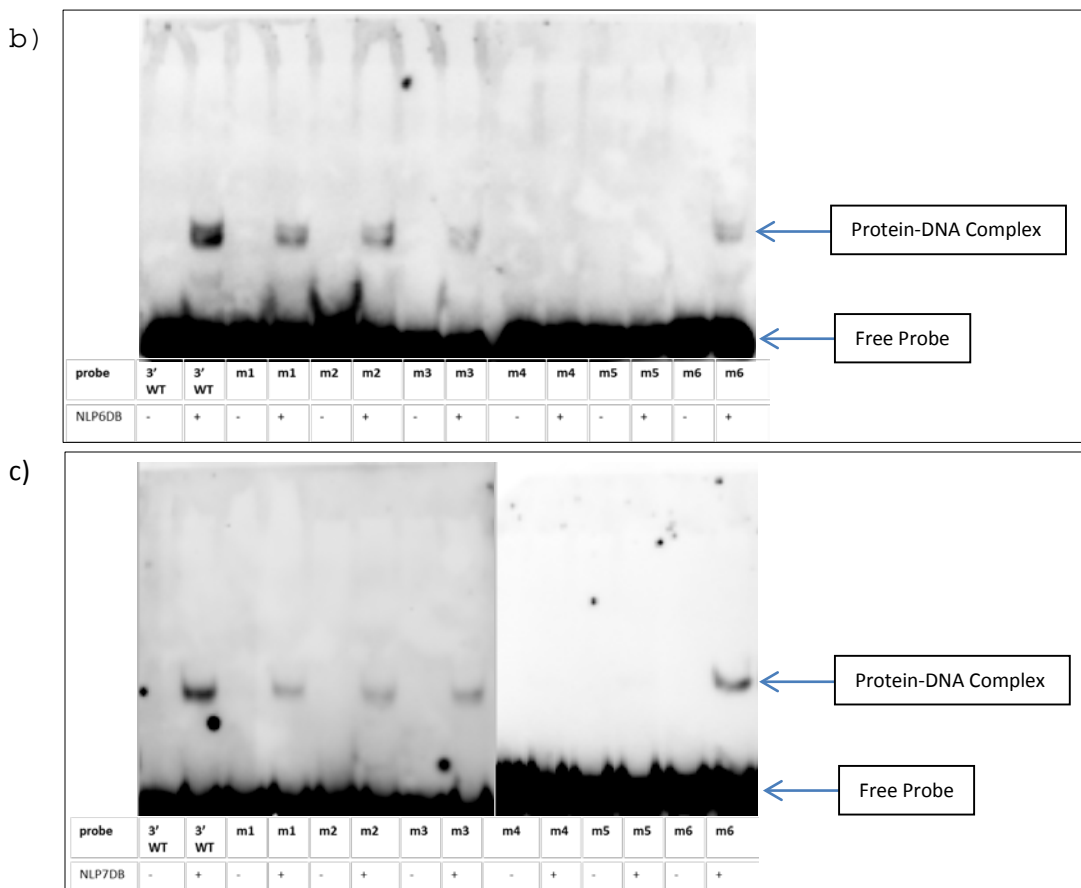 b)
Protein-DNA Complex
Free Probe
probe 3’ WT 3’ WT m1 m1 m2 m2 m3 m3 m4 m4 m5 m5 m6 m6
NLP6DB - + - + - + - + - + - + - +
c)
Protein-DNA Complex
Free Probe
probe 3’ WT 3’ WT m1 m1 m2 m2 m3 m3 m4 m4 m5 m5 m6 m6
NLP7DB - + - + - + - + - + - + - +